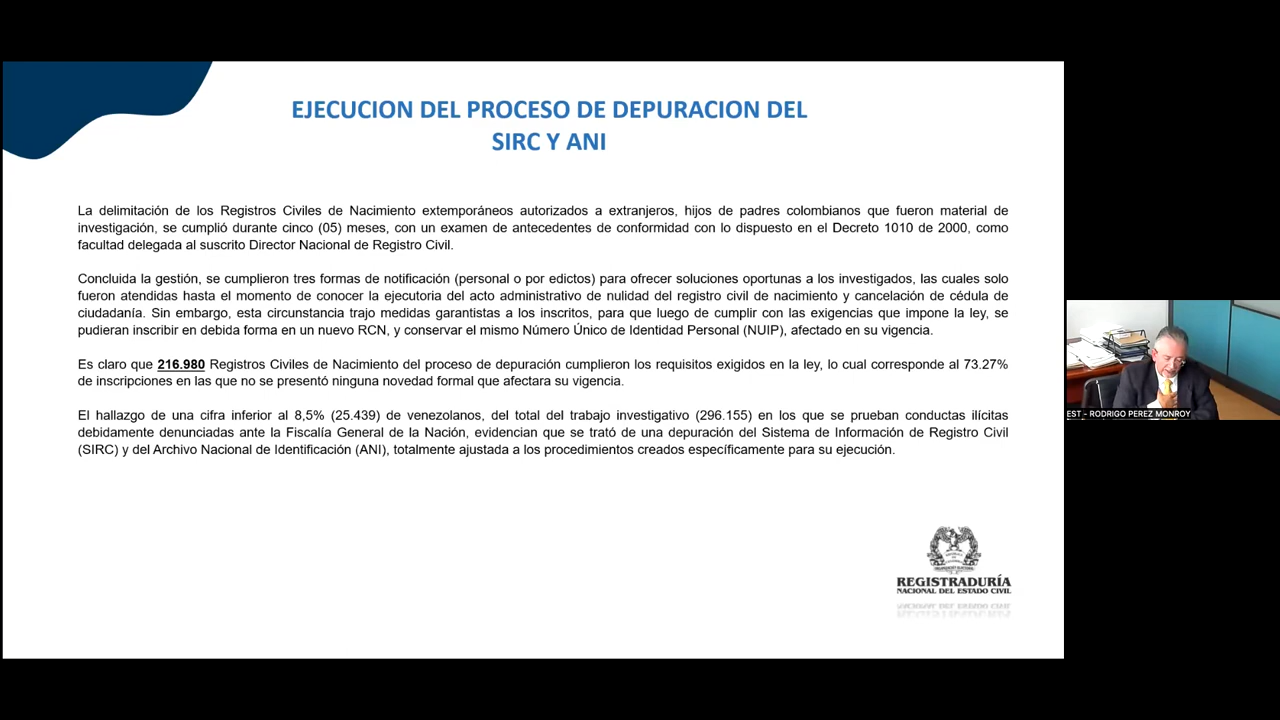 EJECUCION DEL PROCESO DE DEPURACION DEL
SIRC Y ANI
La delimitación de los Registros Civiles de Nacimiento extemporáneos autorizados a extranjeros, hijos de padres colombianos que fueron material de
investigación, se cumplió durante cinco (05) meses, con un examen de antecedentes de conformidad con lo dispuesto en el Decreto 1010 de 2000, como
facultad delegada al suscrito Director Nacional de Registro Civil.
Concluida la gestión, se cumplieron tres formas de notificación (personal o por edictos) para ofrecer soluciones oportunas a los investigados, las cuales solo
fueron atendidas hasta el momento de conocer la ejecutoria del acto administrativo de nulidad del registro civil de nacimiento y cancelación de cédula de
ciudadanía. Sin embargo, esta circunstancia trajo medidas garantistas a los inscritos, para que luego de cumplir con las exigencias que impone la ley, se
pudieran inscribir en debida forma en un nuevo RCN, y conservar el mismo Número Único de Identidad Personal (NUIP), afectado en su vigencia.
Es claro que 216.980 Registros Civiles de Nacimiento del proceso de depuración cumplieron los requisitos exigidos en la ley, lo cual corresponde al 73.27%
de inscripciones en las que no se presentó ninguna novedad formal que afectara su vigencia.
El hallazgo de una cifra inferior al 8,5% (25.439) de venezolanos, del total del trabajo investigativo (296.155) en los que se prueban conductas ilícitas
debidamente denunciadas ante la Fiscalía General de la Nación, evidencian que se trató de una depuración del Sistema de Información de Registro Civil
(SIRC) y del Archivo Nacional de Identificación (ANI), totalmente ajustada a los procedimientos creados específicamente para su ejecución.
EST - RODRIGO PEREZ MONROY
REGISTRADURÍA
NACIONAL DEL ESTADO CIVIL